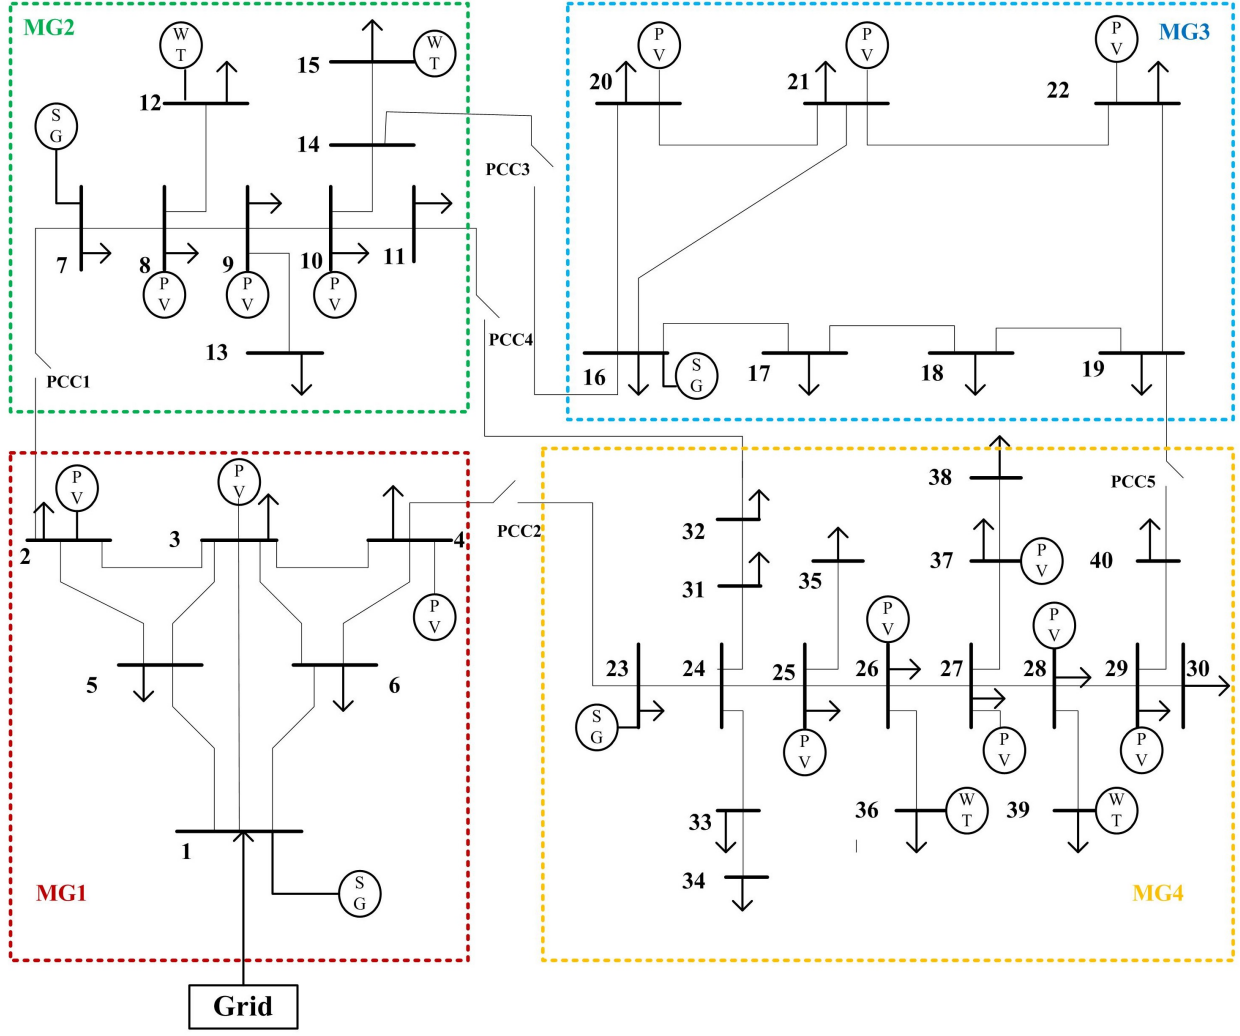 MG2
W
T
15
W
T
12
S
G
14
PCC3
7
8
9
10
11
P
V
P
V
P
V
13
PCC4
PCC1
P
V
P
V
P
V
MG3
20
21
22
16
S
G
17
18
19
P
V
P
V
2
3
4
PCC2
P
V
5
6
1
MG1
S
G
Grid
38
PCC5
32
35
37
P
V
40
31
P
V
P
V
23
24
25
26
27
28
29
30
S
G
P
V
P
V
P
V
33
36
W
T
39
W
T
34
MG4